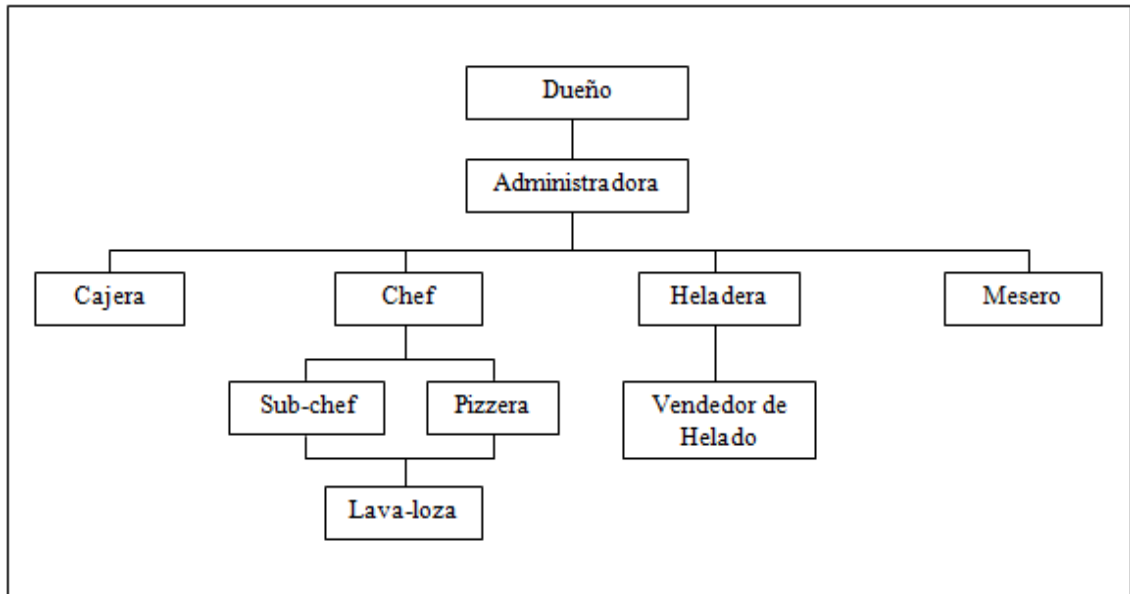 Dueño
Administradora
Cajera
Chef
Heladera
Mesero
Sub-chef
Pizzera
Vendedor de
Helado
Lava-loza